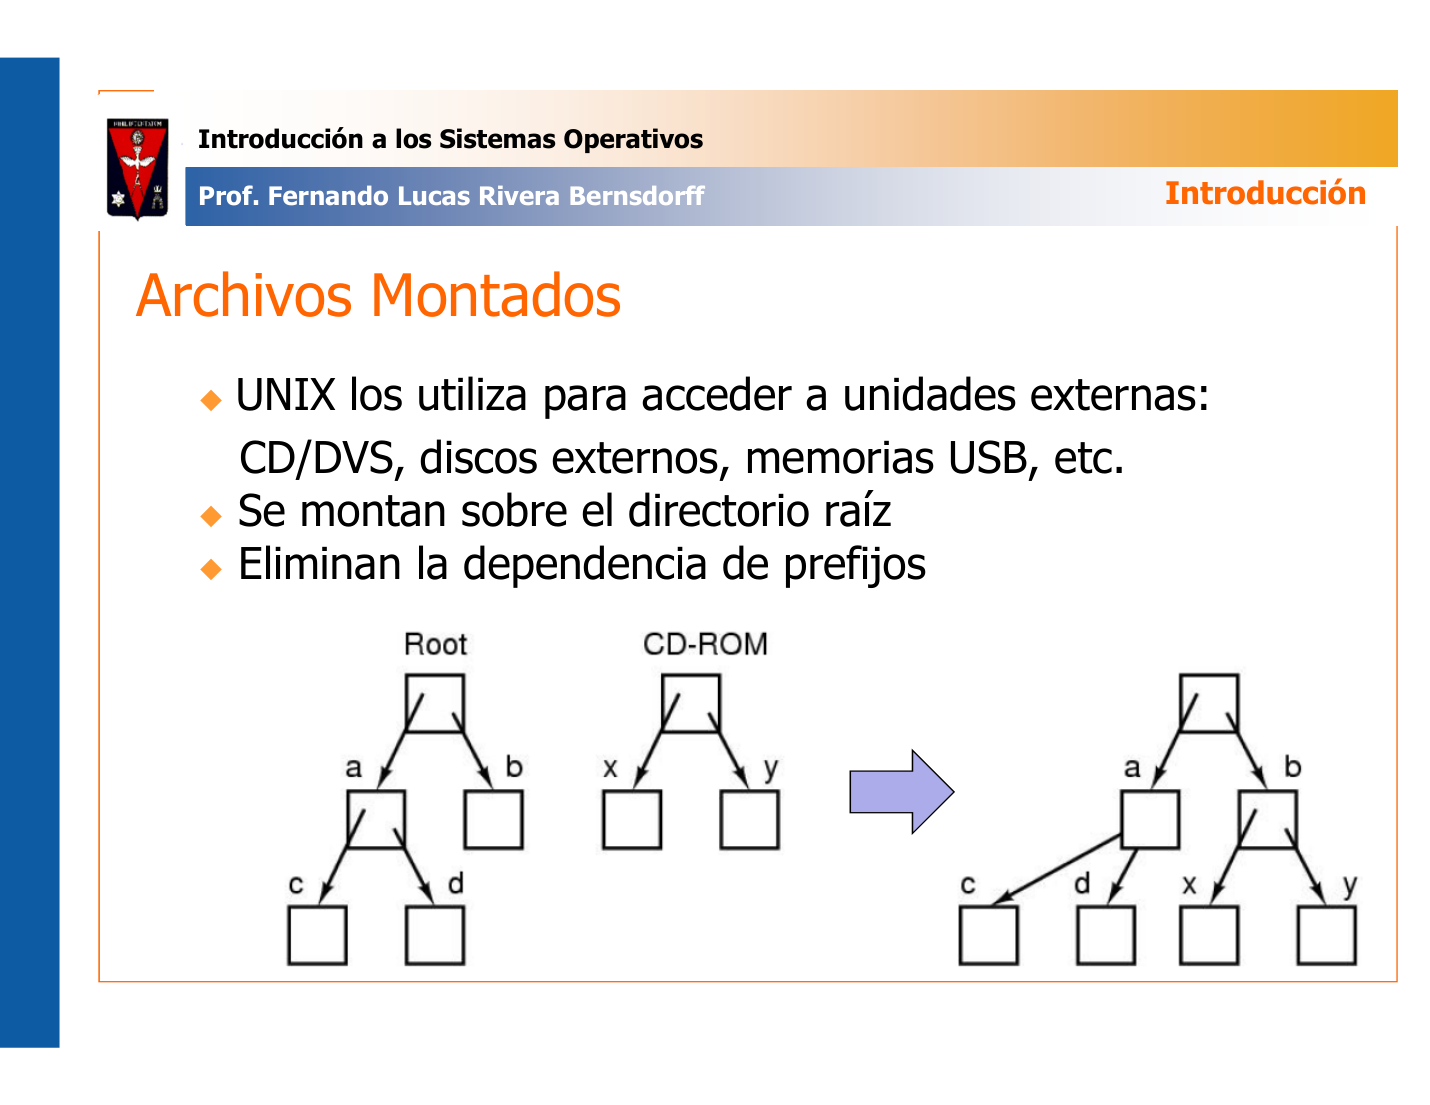 Introducción a los Sistemas Operativos
Prof. Fernando Lucas Rivera Bernsdorff
Introducción
Archivos Montados
UNIX los utiliza para acceder a unidades externas:
CD/DVS, discos externos, memorias USB, etc.
Se montan sobre el directorio raíz
Eliminan la dependencia de prefijos
Root CD-ROM
a b x y a b
c d c d x y